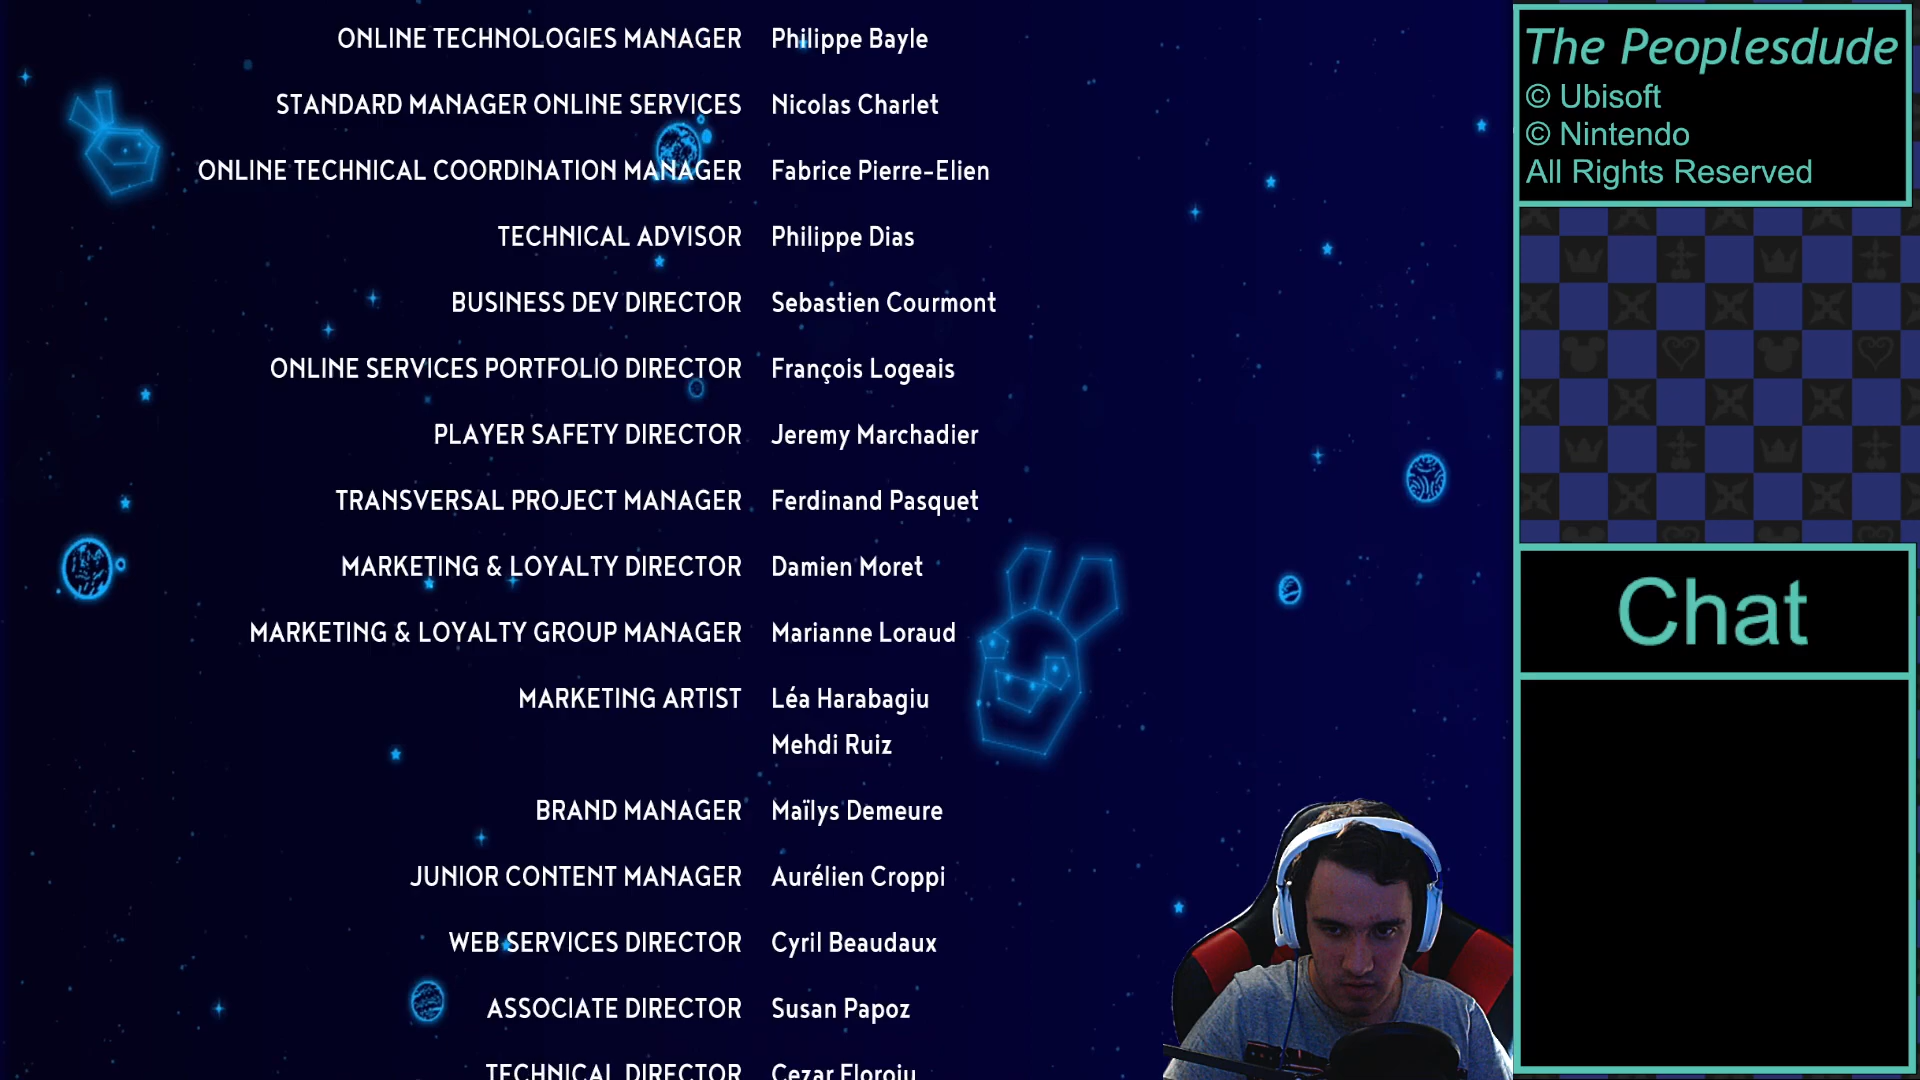 ONLINE TECHNOLOGIES MANAGER Philippe Bayle
STANDARD MANAGER ONLINE SERVICES Nicolas Charlet
ONLINE TECHNICAL COORDINATION MANAGER Fabrice Pierre-Elien
TECHNICAL ADVISOR Philippe Dias
BUSINESS DEV DIRECTOR Sebastien Courmont
ONLINE SERVICES PORTFOLIO DIRECTOR François Logeais
PLAYER SAFETY DIRECTOR Jeremy Marchadier
TRANSVERSAL PROJECT MANAGER Ferdinand Pasquet
MARKETING & LOYALTY DIRECTOR Damien Moret
MARKETING & LOYALTY GROUP MANAGER Marianne Loraud
MARKETING ARTIST Léa Harabagiu
Mehdi Ruiz
BRAND MANAGER Maïlys Demeure
JUNIOR CONTENT MANAGER Aurélien Croppi
WEB SERVICES DIRECTOR Cyril Beaudaux
ASSOCIATE DIRECTOR Susan Papoz
TECHNICAL DIRECTOR Cezar Floroiu
The Peoplesdude
© Ubisoft
© Nintendo
All Rights Reserved
Chat